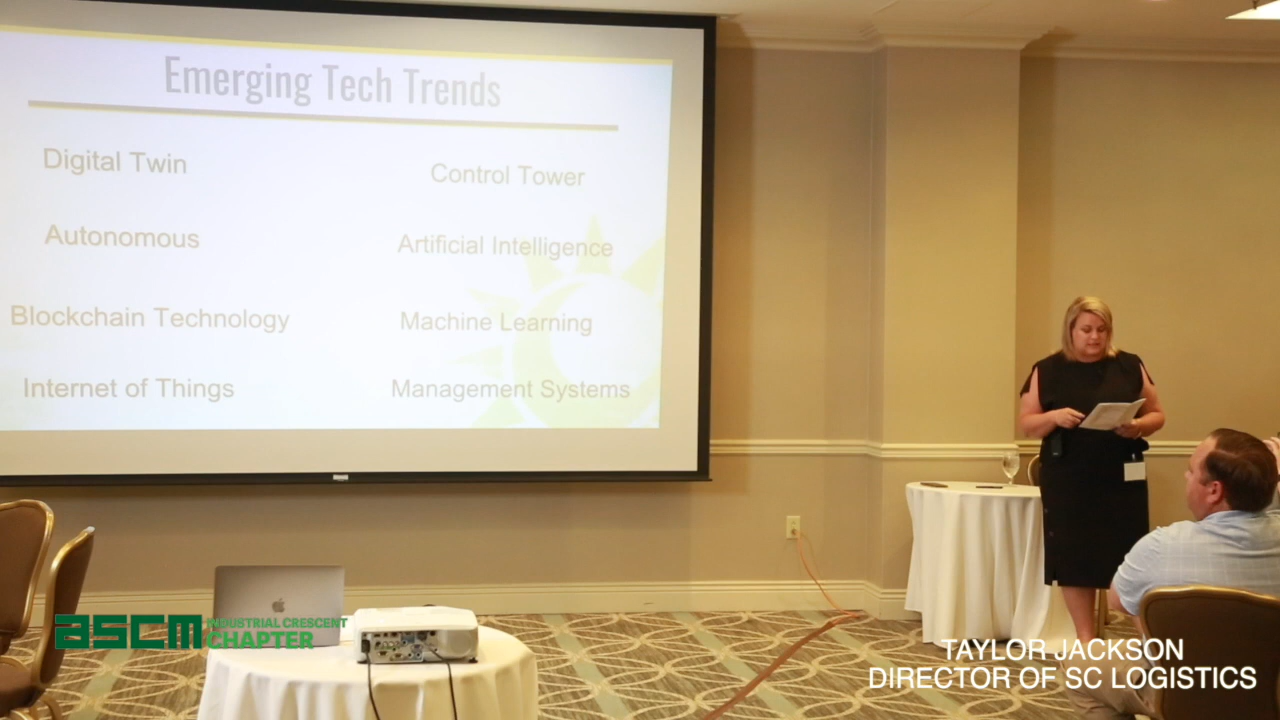 Emerging Tech Trends
Digital Twin
Control Tower
Autonomous
Artificial Intelligence
Blockchain Technology
Machine Learning
Internet of Things
Management Systems
ascm INDUSTRIAL CRESCENT
CHAPTER
TAYLOR JACKSON
DIRECTOR OF SC LOGISTICS